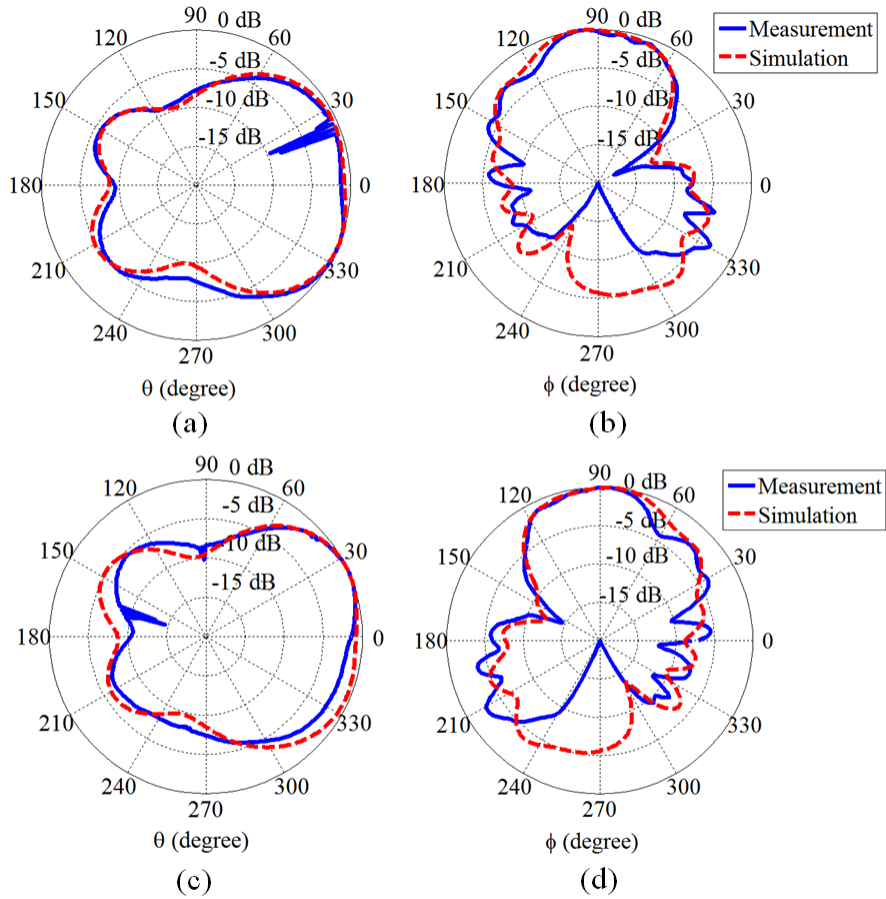 90 0 dB
120 60
-5 dB
150 -10 dB 30
-15 dB
180 0
210 330
240 300
270
θ (degree)
(a)
90 0 dB
120 60
-5 dB
150 -10 dB 30
-15 dB
180 0
210 330
240 300
270
ϕ (degree)
(b)
Measurement
Simulation
90 0 dB
120 60
-5 dB
150 -10 dB 30
-15 dB
180 0
210 330
240 300
270
θ (degree)
(c)
90 0 dB
120 60
-5 dB
150 -10 dB 30
-15 dB
180 0
210 330
240 300
270
ϕ (degree)
(d)
Measurement
Simulation